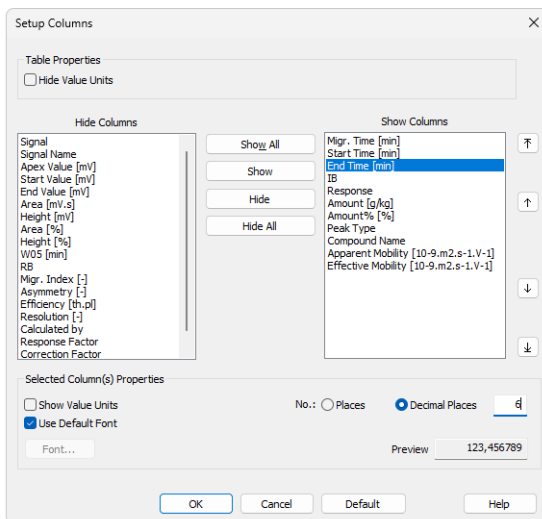 Setup Columns
Table Properties
Hide Value Units
Hide Columns
Signal
Signal Name
Apex Value [mV]
Start Value [mV]
End Value [mV]
Area [mV.s]
Height [mV]
Area [%]
Height [%]
W05 [min]
RB
Migr. Index [-]
Asymmetry [-]
Efficiency [th.pl]
Resolution [-]
Calculated by
Response Factor
Correction Factor
Show All
Show
Hide
Hide All
Show Columns
Migr. Time [min]
Start Time [min]
End Time [min]
IB
Response
Amount [g/kg]
Amount% [%]
Peak Type
Compound Name
Apparent Mobility [10-9.m2.s-1.V-1]
Effective Mobility [10-9.m2.s-1.V-1]
Selected Column(s) Properties
Show Value Units
No.: Places Decimal Places 6
Use Default Font
Font...
Preview 123,456789
OK Cancel Default Help